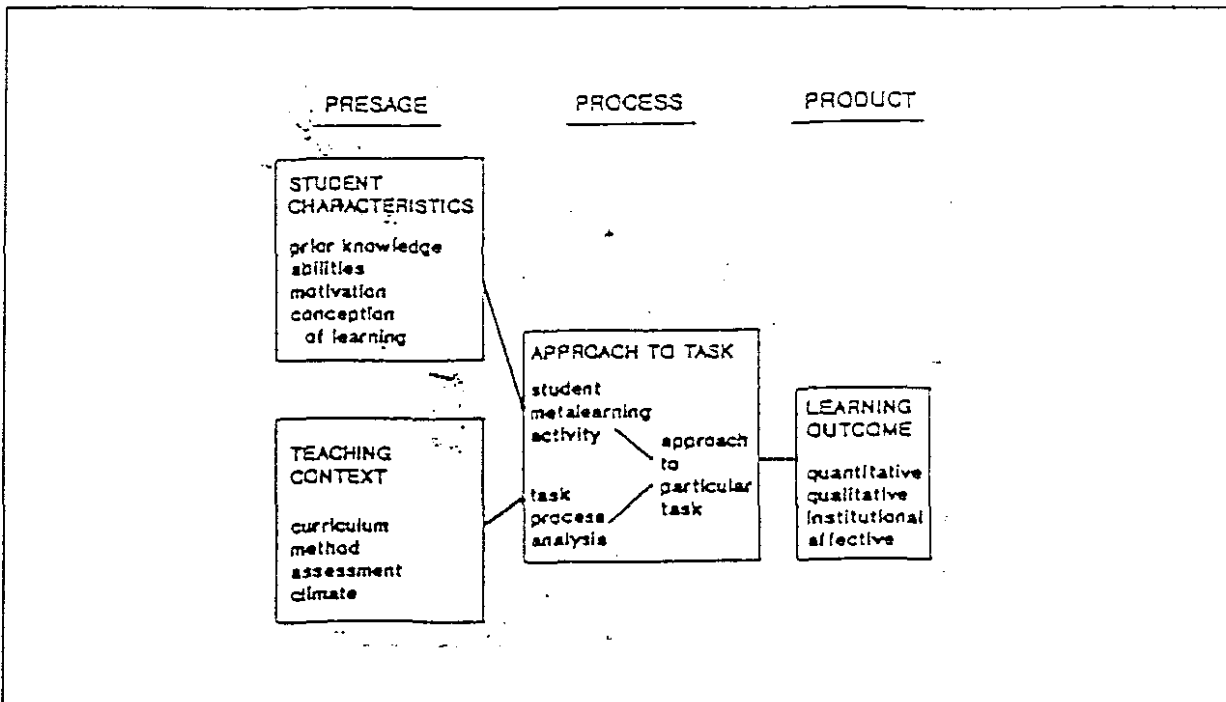 PRESAGE
PROCESS
PRODUCT
STUDENT
CHARACTERISTICS
prior knowledge
abilities
motivation
conception
of learning
TEACHING
CONTEXT
curriculum
method
assessment
climate
APPROACH TO TASK
student
metalearning
activity
task
process
analysis
approach
to
particular
task
LEARNING
OUTCOME
quantitative
qualitative
institutional
affective